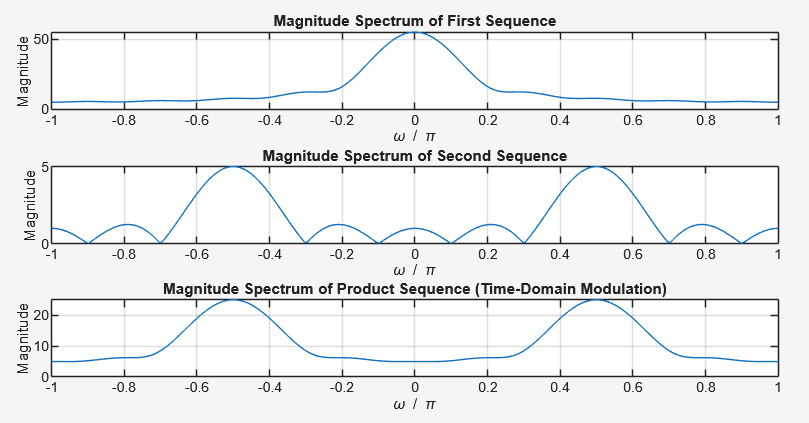 Magnitude Spectrum of First Sequence
Magnitude
50
0
-1 -0.8 -0.6 -0.4 -0.2 0 0.2 0.4 0.6 0.8 1
ω / π
Magnitude Spectrum of Second Sequence
Magnitude
5
0
-1 -0.8 -0.6 -0.4 -0.2 0 0.2 0.4 0.6 0.8 1
ω / π
Magnitude Spectrum of Product Sequence (Time-Domain Modulation)
Magnitude
20
10
0
-1 -0.8 -0.6 -0.4 -0.2 0 0.2 0.4 0.6 0.8 1
ω / π